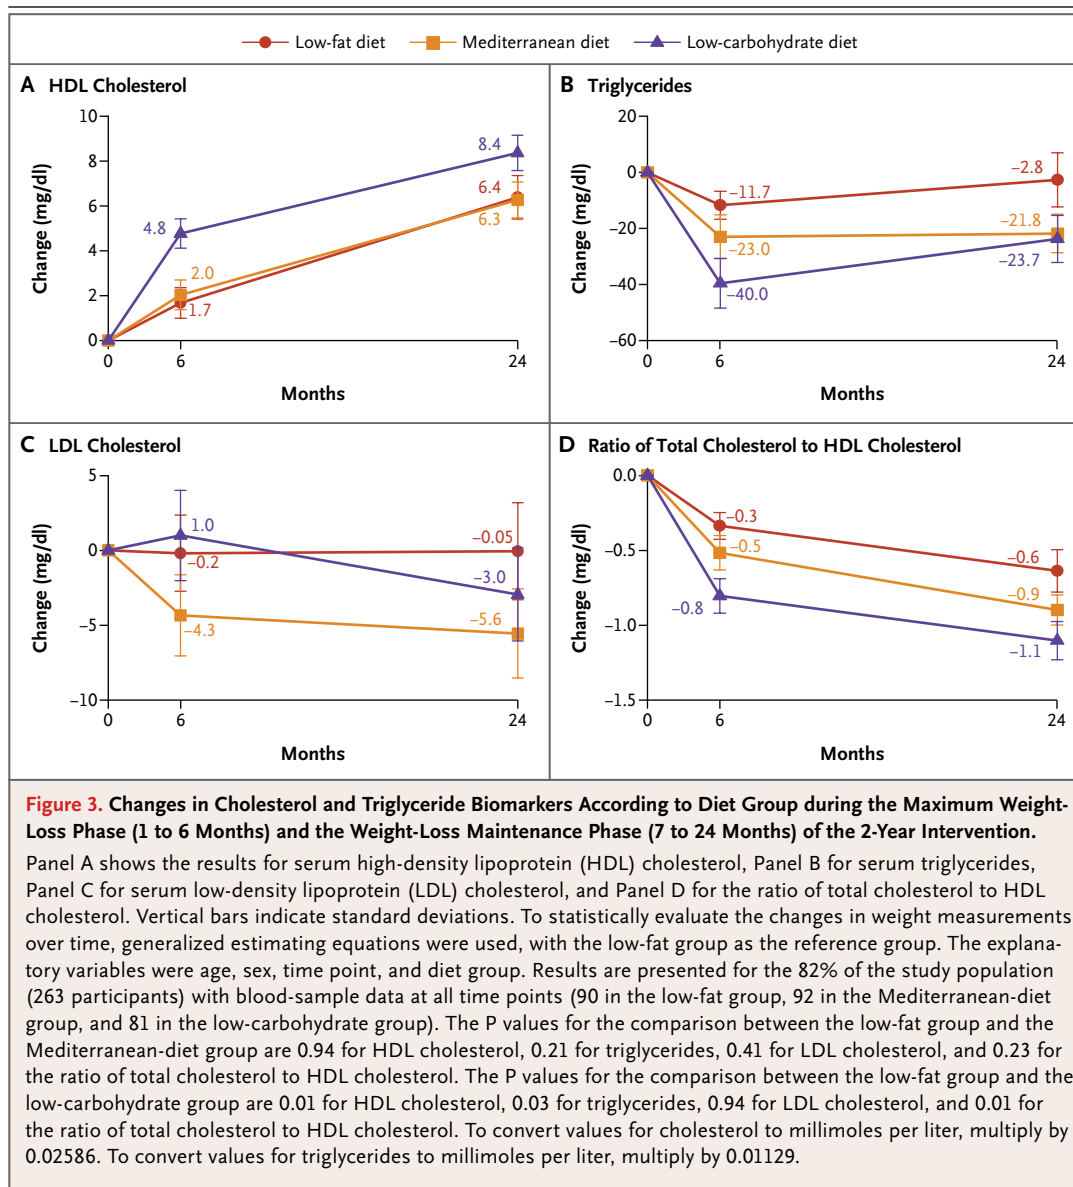 Low-fat diet Mediterranean diet Low-carbohydrate diet
A HDL Cholesterol
10
8
6
4
2
0
Change (mg/dl)
4.8
2.0
1.7
8.4
6.4
6.3
0 6 24
Months
B Triglycerides
20
0
−20
−40
−60
Change (mg/dl)
−11.7
−23.0
−40.0
−2.8
−21.8
−23.7
0 6 24
Months
C LDL Cholesterol
5
0
−5
−10
Change (mg/dl)
1.0
−0.2
−4.3
−0.05
−3.0
−5.6
0 6 24
Months
D Ratio of Total Cholesterol to HDL Cholesterol
0.0
−0.5
−1.0
−1.5
Change (mg/dl)
−0.3
−0.5
−0.8
−0.6
−0.9
−1.1
0 6 24
Months
Figure 3. Changes in Cholesterol and Triglyceride Biomarkers According to Diet Group during the Maximum Weight-
Loss Phase (1 to 6 Months) and the Weight-Loss Maintenance Phase (7 to 24 Months) of the 2-Year Intervention.
Panel A shows the results for serum high-density lipoprotein (HDL) cholesterol, Panel B for serum triglycerides,
Panel C for serum low-density lipoprotein (LDL) cholesterol, and Panel D for the ratio of total cholesterol to HDL
cholesterol. Vertical bars indicate standard deviations. To statistically evaluate the changes in weight measurements
over time, generalized estimating equations were used, with the low-fat group as the reference group. The explana-
tory variables were age, sex, time point, and diet group. Results are presented for the 82% of the study population
(263 participants) with blood-sample data at all time points (90 in the low-fat group, 92 in the Mediterranean-diet
group, and 81 in the low-carbohydrate group). The P values for the comparison between the low-fat group and the
Mediterranean-diet group are 0.94 for HDL cholesterol, 0.21 for triglycerides, 0.41 for LDL cholesterol, and 0.23 for
the ratio of total cholesterol to HDL cholesterol. The P values for the comparison between the low-fat group and the
low-carbohydrate group are 0.01 for HDL cholesterol, 0.03 for triglycerides, 0.94 for LDL cholesterol, and 0.01 for
the ratio of total cholesterol to HDL cholesterol. To convert values for cholesterol to millimoles per liter, multiply by
0.02586. To convert values for triglycerides to millimoles per liter, multiply by 0.01129.